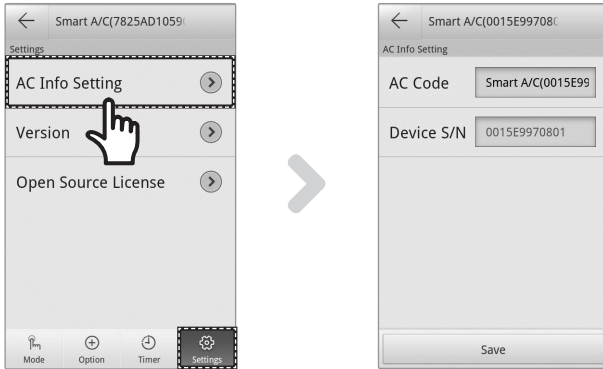 Smart A/C(7825AD1059
Settings
AC Info Setting
Version
Open Source License
Mode Option Timer Settings
Smart A/C(0015E99708
AC Info Setting
AC Code Smart A/C(0015E99
Device S/N 0015E9970801
Save